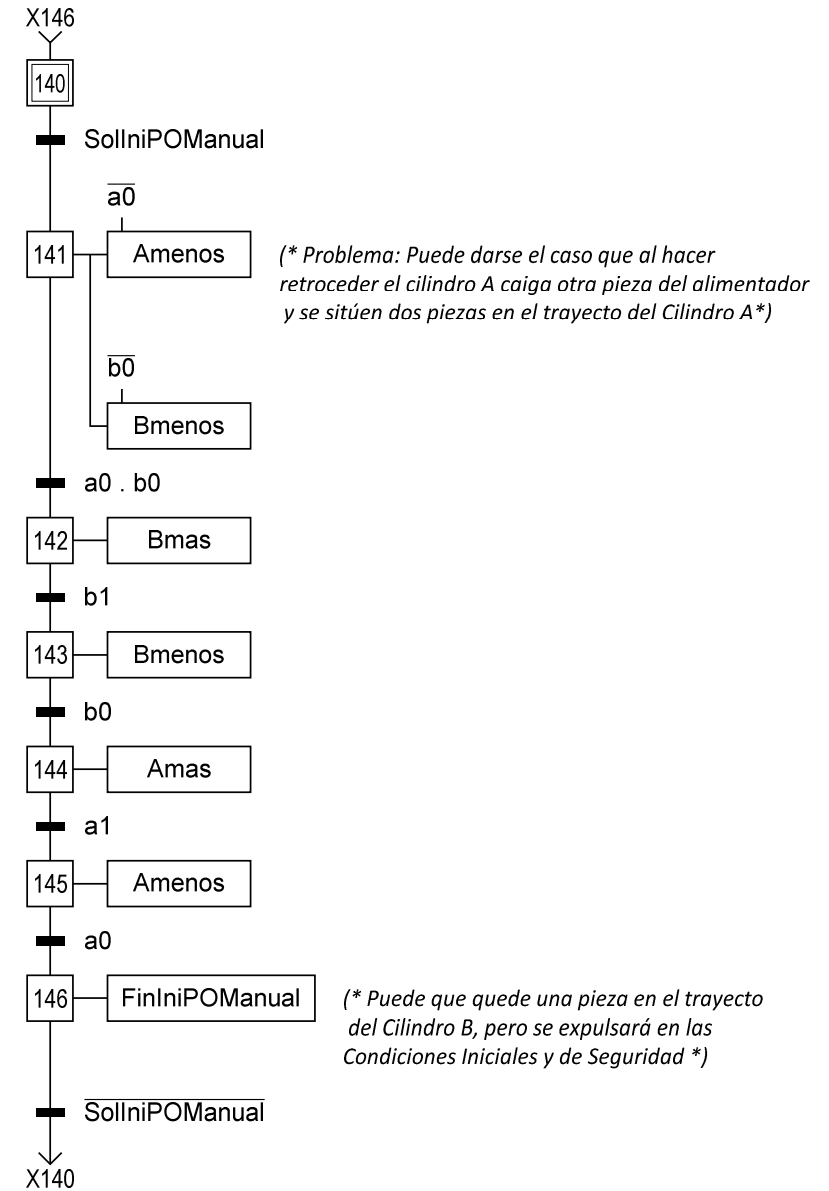 X146
140
SolIniPOManual
a0
141
Amenos
(* Problema: Puede darse el caso que al hacer
retroceder el cilindro A caiga otra pieza del alimentador
y se sitúen dos piezas en el trayecto del Cilindro A*)
b0
Bmenos
a0 . b0
142
Bmas
b1
143
Bmenos
b0
144
Amas
a1
145
Amenos
a0
146
FinIniPOManual
(* Puede que quede una pieza en el trayecto
del Cilindro B, pero se expulsará en las
Condiciones Iniciales y de Seguridad *)
SolIniPOManual
X140